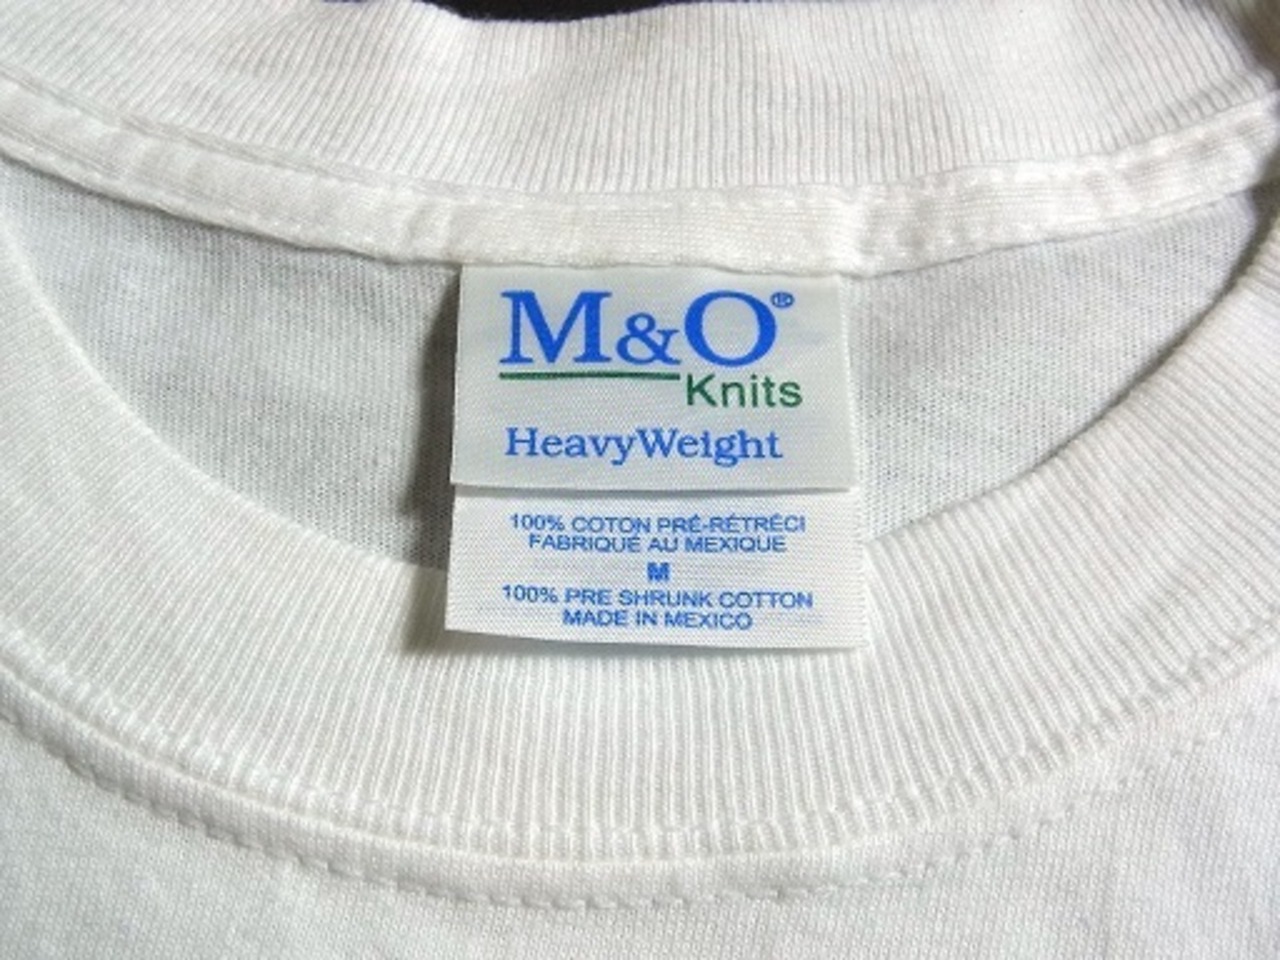 M&O®
Knits
HeavyWeight
100% COTON PRÉ-RÉTRÉCI
FABRIQUÉ AU MEXIQUE
M
100% PRE SHRUNK COTTON
MADE IN MEXICO